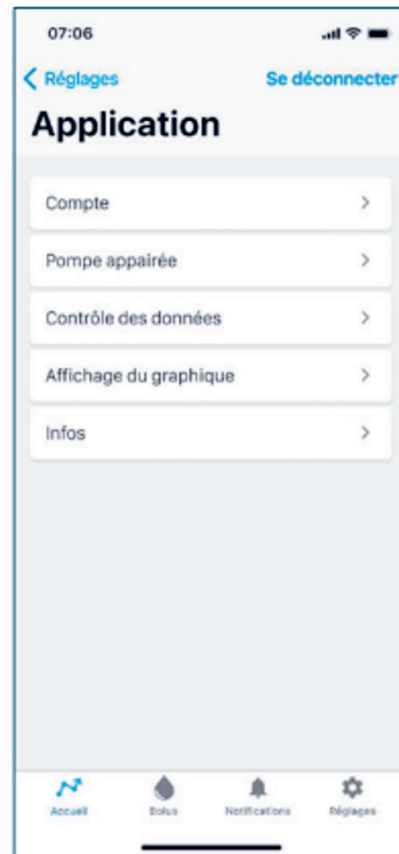 07:06
Réglages Se déconnecter
Application
Compte
Pompe appairée
Contrôle des données
Affichage du graphique
Infos
Accueil Bolus Notifications Réglages